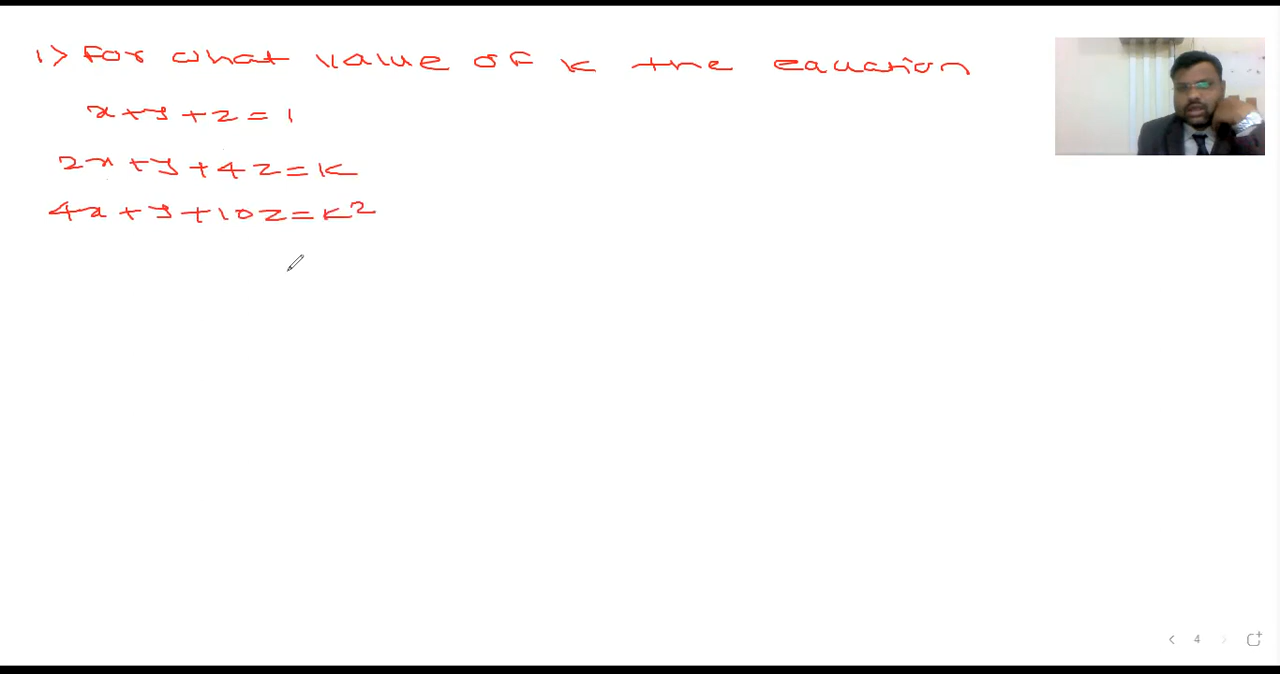 1> For what value of k the equation
x+y+z=1
2x+y+4z=k
4x+y+10z=k²
4